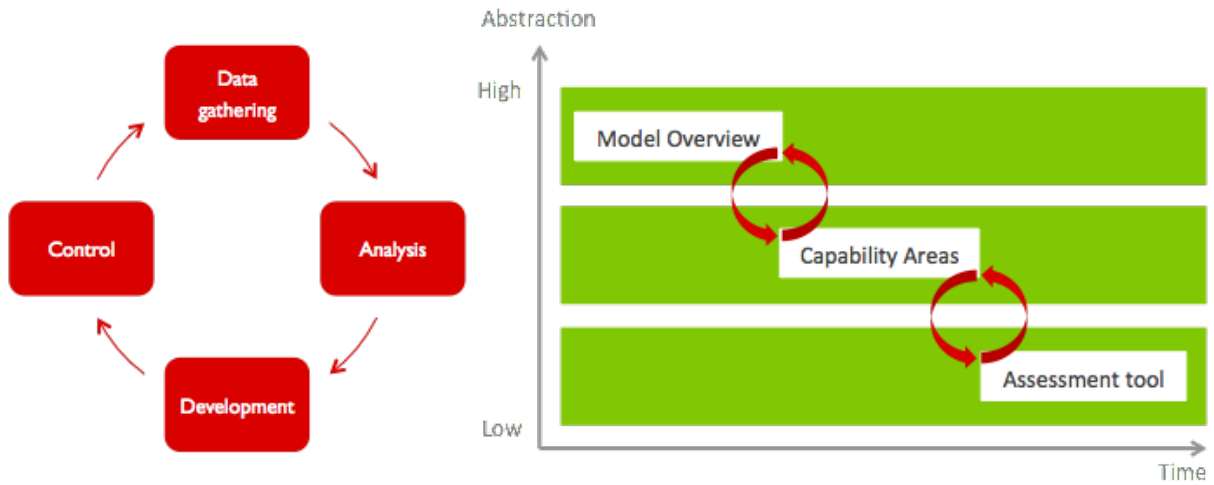 Data
gathering
Control
Analysis
Development
Abstraction
High
Model Overview
Capability Areas
Assessment tool
Low
Time